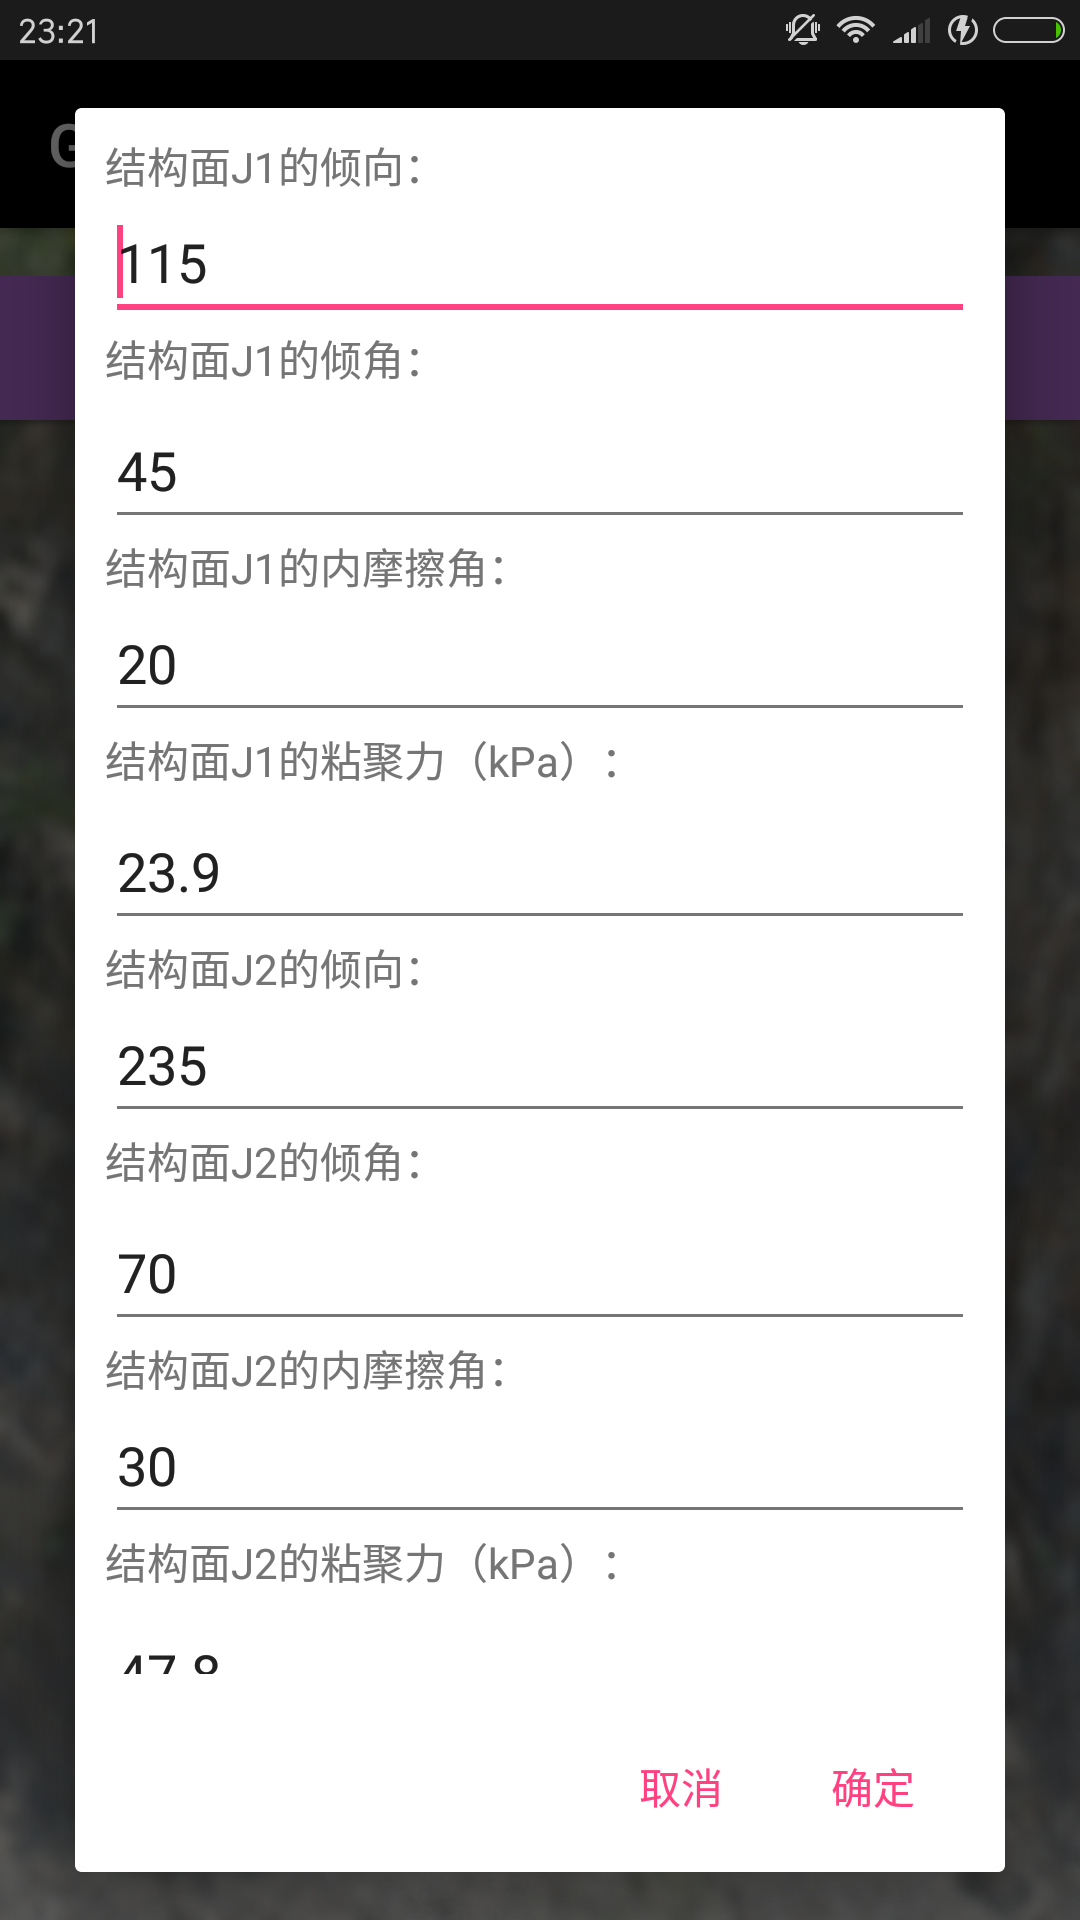 23:21
G
结构面J1的倾向：
115
结构面J1的倾角：
45
结构面J1的内摩擦角：
20
结构面J1的粘聚力（kPa）：
23.9
结构面J2的倾向：
235
结构面J2的倾角：
70
结构面J2的内摩擦角：
30
结构面J2的粘聚力（kPa）：
47.8
取消
确定